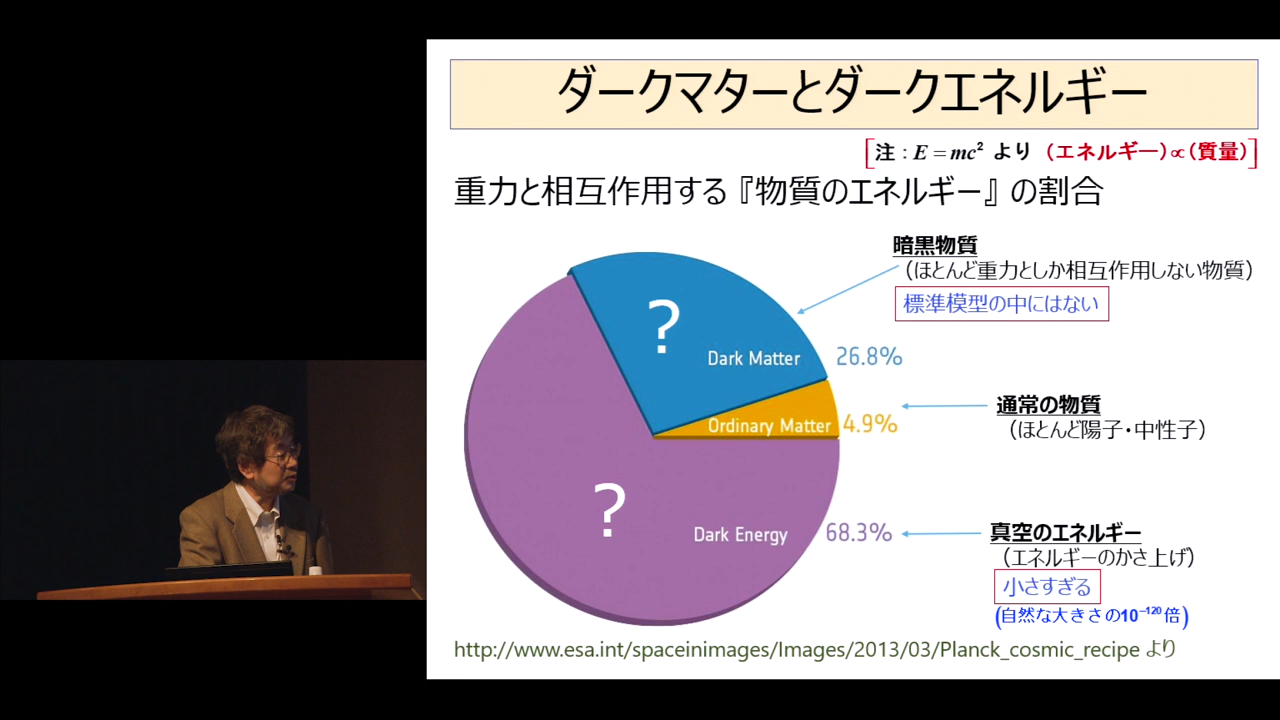 ダークマターとダークエネルギー
[注 : E = mc² より (エネルギー)∝(質量)]
重力と相互作用する『物質のエネルギー』の割合
暗黒物質
（ほとんど重力としか相互作用しない物質）
標準模型の中にはない
?
Dark Matter
26.8%
通常の物質
（ほとんど陽子・中性子）
Ordinary Matter
4.9%
?
Dark Energy
68.3%
真空のエネルギー
（エネルギーのかさ上げ）
小さすぎる
(自然な大きさの10⁻¹²⁰倍)
http://www.esa.int/spaceinimages/Images/2013/03/Planck_cosmic_recipe より